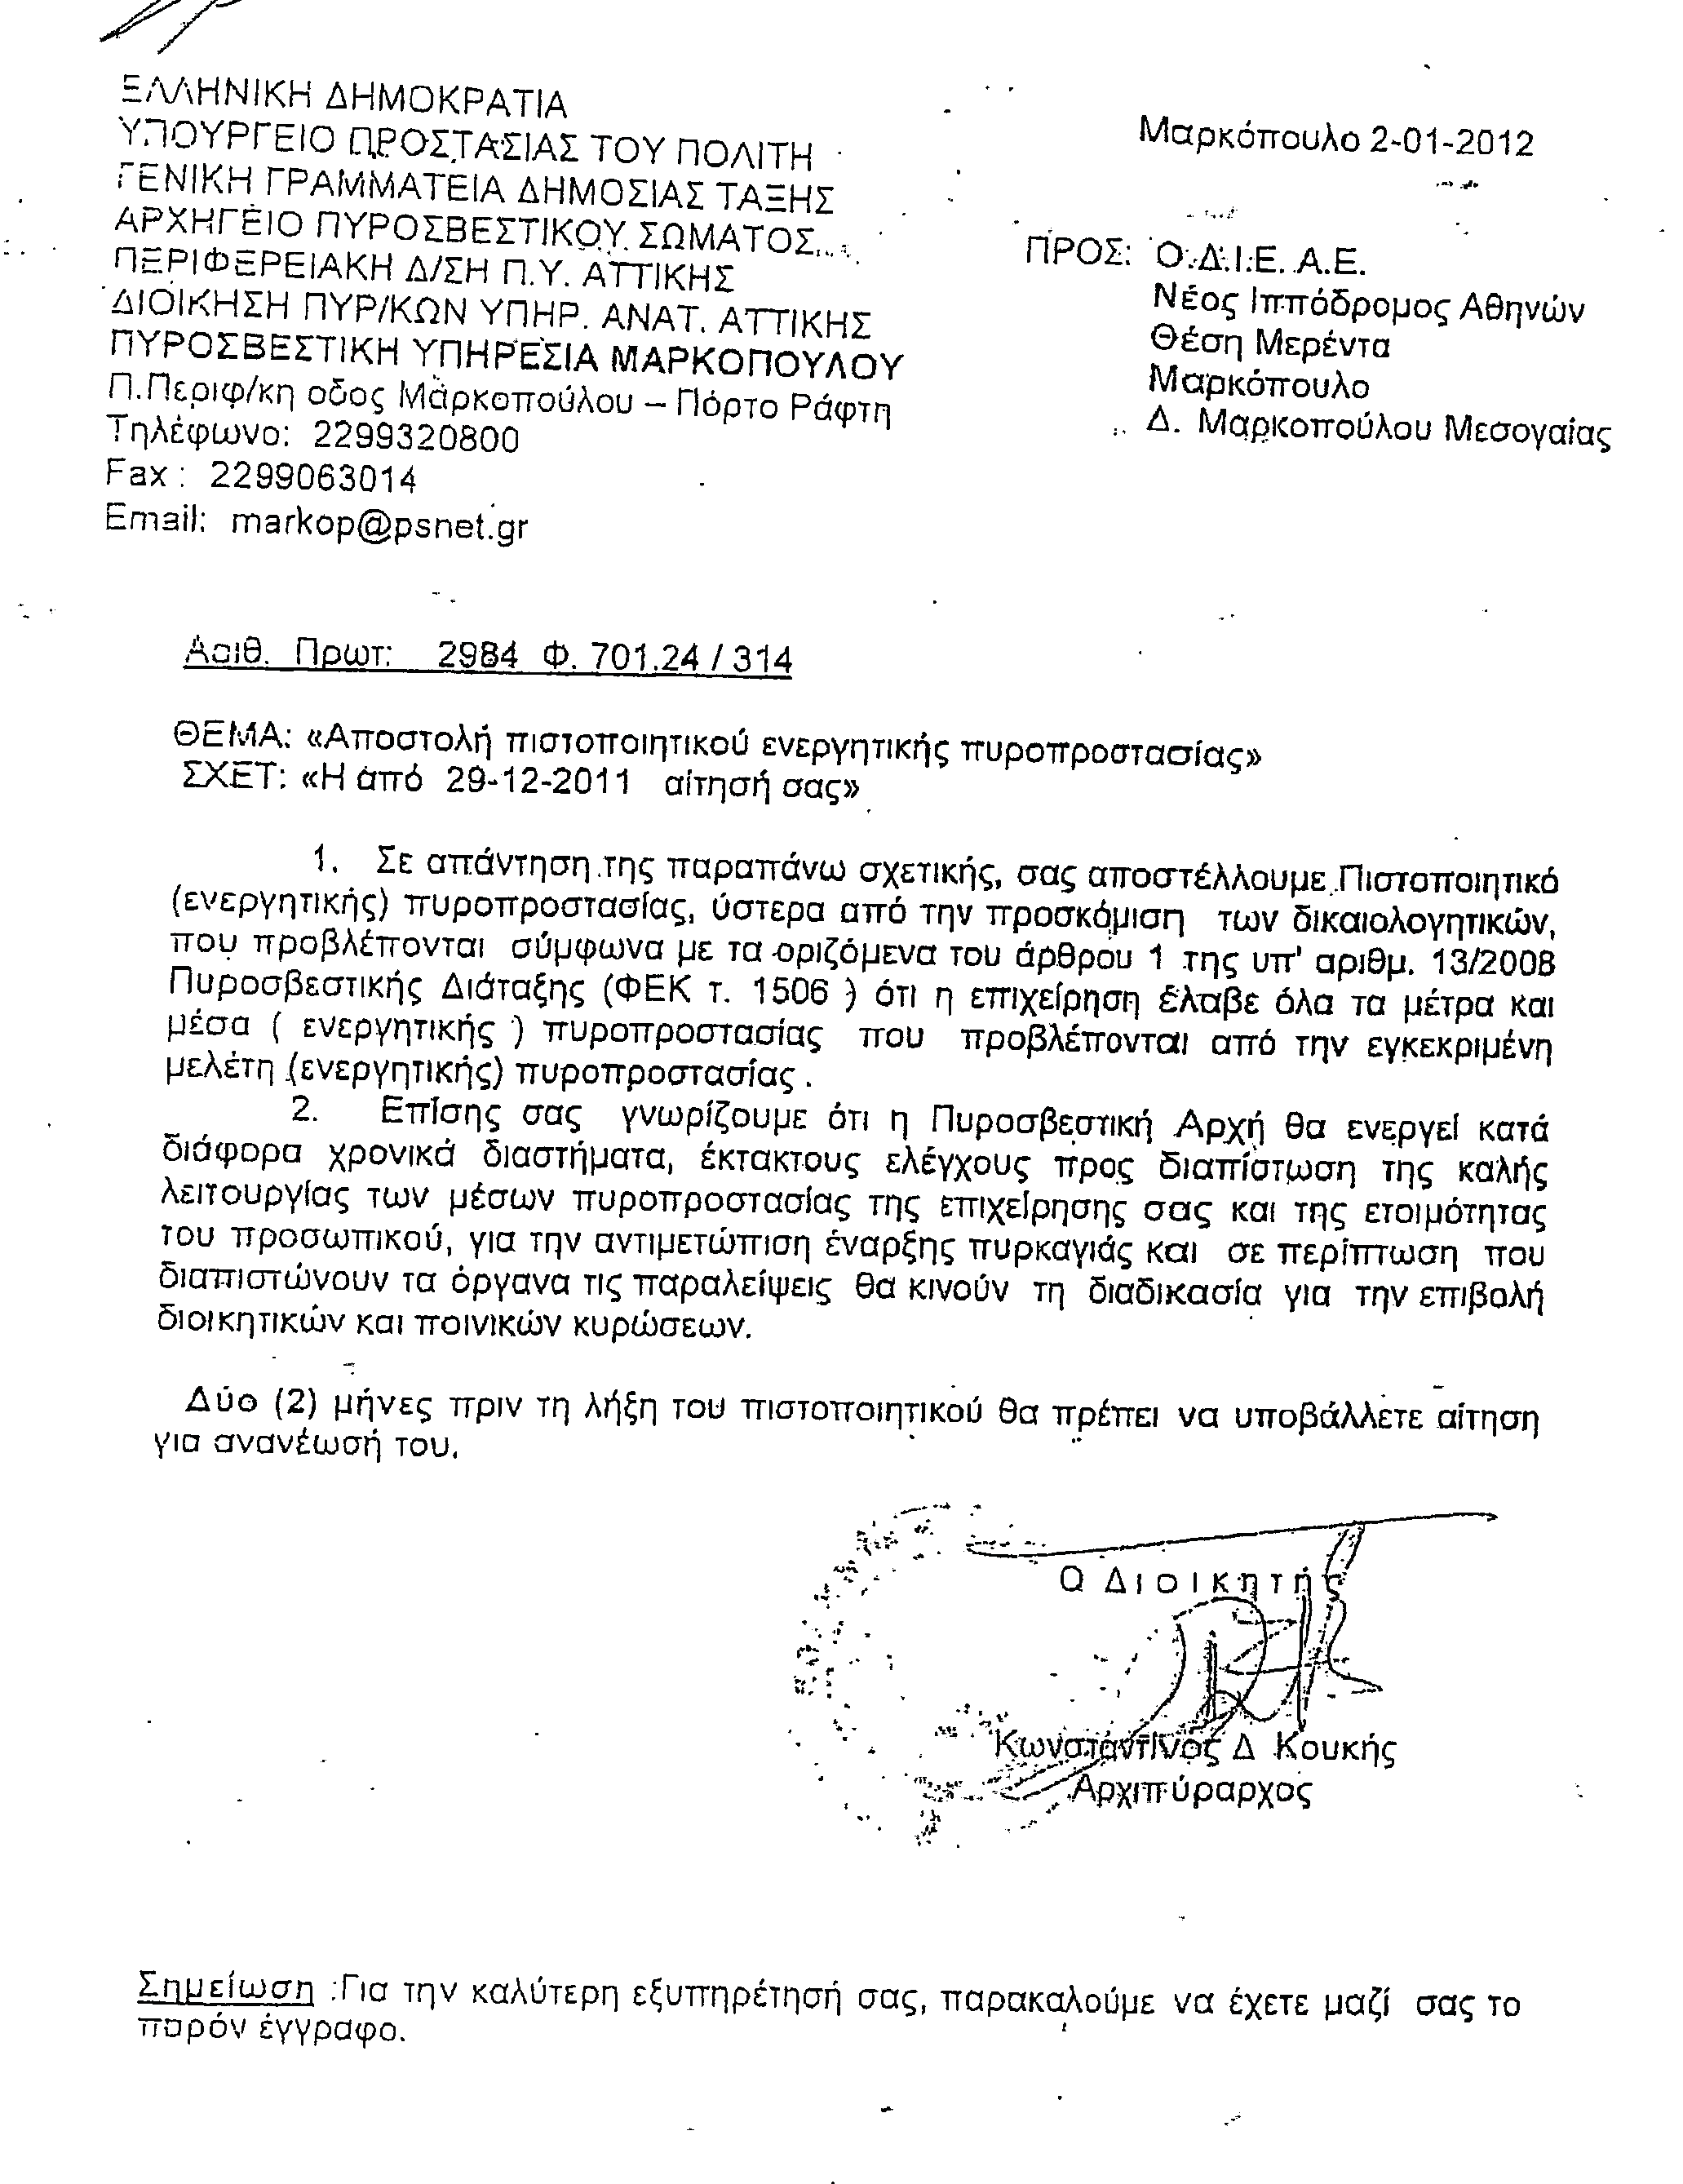 ΕΛΛΗΝΙΚΗ ΔΗΜΟΚΡΑΤΙΑ
ΥΠΟΥΡΓΕΙΟ ΠΡΟΣΤΑΣΙΑΣ ΤΟΥ ΠΟΛΙΤΗ
ΓΕΝΙΚΗ ΓΡΑΜΜΑΤΕΙΑ ΔΗΜΟΣΙΑΣ ΤΑΞΗΣ
ΑΡΧΗΓΕΙΟ ΠΥΡΟΣΒΕΣΤΙΚΟΥ ΣΩΜΑΤΟΣ
ΠΕΡΙΦΕΡΕΙΑΚΗ Δ/ΣΗ Π.Υ. ΑΤΤΙΚΗΣ
ΔΙΟΙΚΗΣΗ ΠΥΡ/ΚΩΝ ΥΠΗΡ. ΑΝΑΤ. ΑΤΤΙΚΗΣ
ΠΥΡΟΣΒΕΣΤΙΚΗ ΥΠΗΡΕΣΙΑ ΜΑΡΚΟΠΟΥΛΟΥ
Π.Περιφ/κη οδος Μαρκοπούλου – Πόρτο Ράφτη
Τηλέφωνο: 2299320800
Fax : 2299063014
Email: markop@psnet.gr
Μαρκόπουλο 2-01-2012
ΠΡΟΣ: Ο.Δ.Ι.Ε. Α.Ε.
Νέος Ιππόδρομος Αθηνών
Θέση Μερέντα
Μαρκόπουλο
Δ. Μαρκοπούλου Μεσογαίας
Αριθ. Πρωτ: 2984 Φ. 701.24 / 314
ΘΕΜΑ: «Αποστολή πιστοποιητικού ενεργητικής πυροπροστασίας»
ΣΧΕΤ: «Η από 29-12-2011 αίτησή σας»
1. Σε απάντηση της παραπάνω σχετικής, σας αποστέλλουμε Πιστοποιητικό
(ενεργητικής) πυροπροστασίας, ύστερα από την προσκόμιση των δικαιολογητικών,
που προβλέπονται σύμφωνα με τα οριζόμενα του άρθρου 1 της υπ' αριθμ. 13/2008
Πυροσβεστικής Διάταξης (ΦΕΚ τ. 1506 ) ότι η επιχείρηση έλαβε όλα τα μέτρα και
μέσα ( ενεργητικής ) πυροπροστασίας που προβλέπονται από την εγκεκριμένη
μελέτη (ενεργητικής) πυροπροστασίας .
2. Επίσης σας γνωρίζουμε ότι η Πυροσβεστική Αρχή θα ενεργεί κατά
διάφορα χρονικά διαστήματα, έκτακτους ελέγχους προς διαπίστωση της καλής
λειτουργίας των μέσων πυροπροστασίας της επιχείρησης σας και της ετοιμότητας
του προσωπικού, για την αντιμετώπιση έναρξης πυρκαγιάς και σε περίπτωση που
διαπιστώνουν τα όργανα τις παραλείψεις θα κινούν τη διαδικασία για την επιβολή
διοικητικών και ποινικών κυρώσεων.
Δύο (2) μήνες πριν τη λήξη του πιστοποιητικού θα πρέπει να υποβάλλετε αίτηση
για ανανέωσή του.
Ο Διοικητής
Κωνσταντίνος Δ Κουκής
Αρχιπύραρχος
Σημείωση :Για την καλύτερη εξυπηρέτησή σας, παρακαλούμε να έχετε μαζί σας το
παρόν έγγραφο.